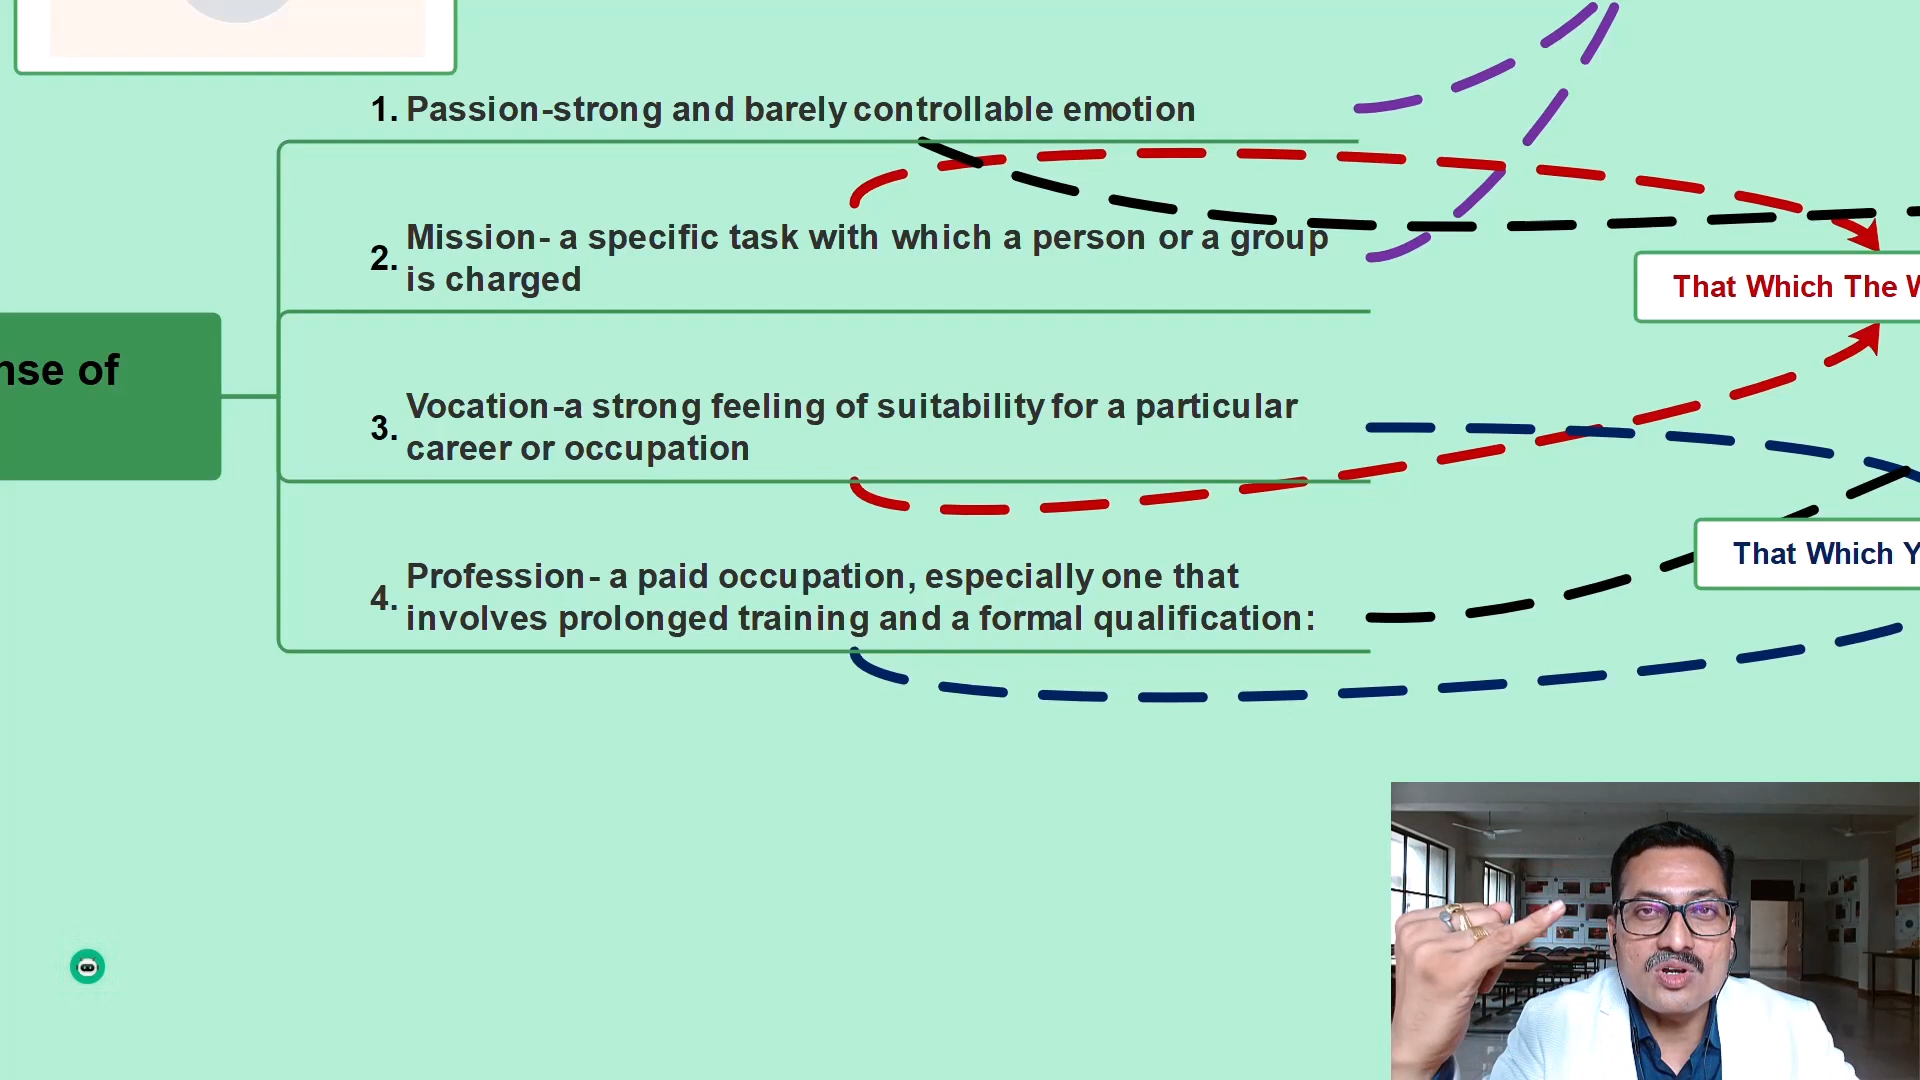 1. Passion-strong and barely controllable emotion
2. Mission- a specific task with which a person or a group
is charged
That Which The
nse of
3. Vocation-a strong feeling of suitability for a particular
career or occupation
That Which
4. Profession- a paid occupation, especially one that
involves prolonged training and a formal qualification: